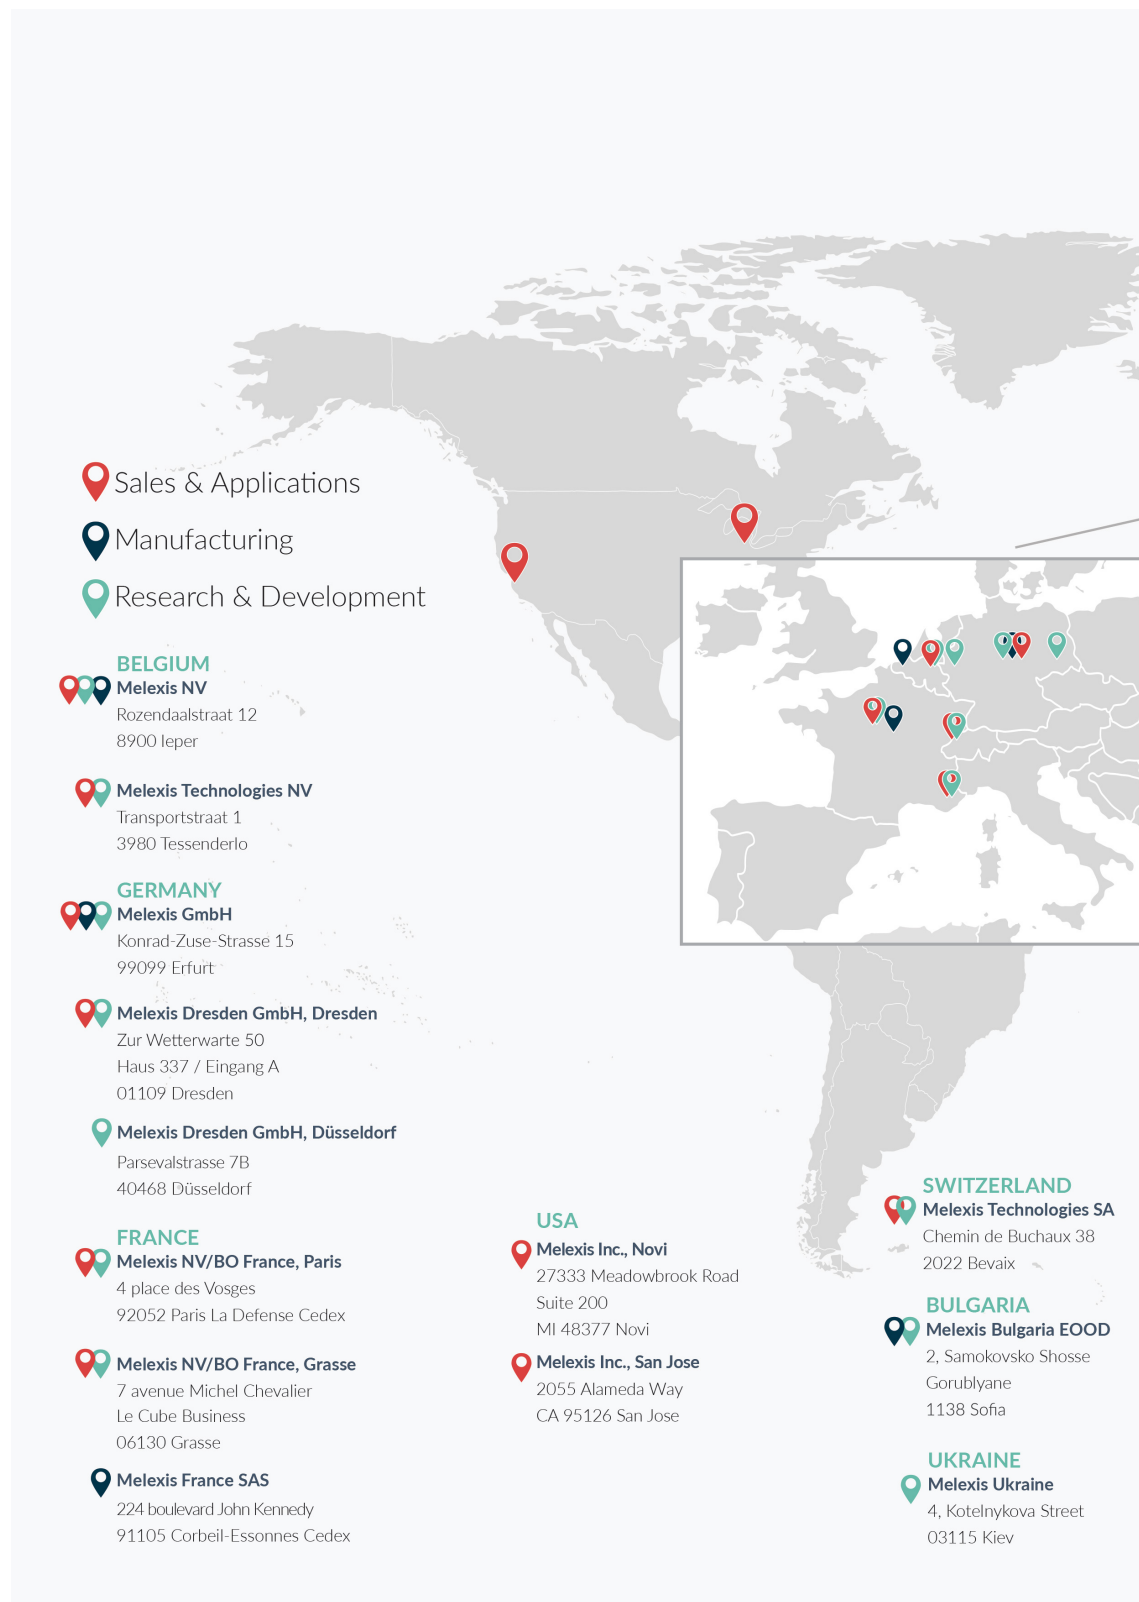 Sales & Applications
Manufacturing
Research & Development
BELGIUM
Melexis NV
Rozendaalstraat 12
8900 Ieper
Melexis Technologies NV
Transportstraat 1
3980 Tessenderlo
GERMANY
Melexis GmbH
Konrad-Zuse-Strasse 15
99099 Erfurt
Melexis Dresden GmbH, Dresden
Zur Wetterwarte 50
Haus 337 / Eingang A
01109 Dresden
Melexis Dresden GmbH, Düsseldorf
Parsevalstrasse 7B
40468 Düsseldorf
FRANCE
Melexis NV/BO France, Paris
4 place des Vosges
92052 Paris La Defense Cedex
Melexis NV/BO France, Grasse
7 avenue Michel Chevalier
Le Cube Business
06130 Grasse
Melexis France SAS
224 boulevard John Kennedy
91105 Corbeil-Essonnes Cedex
USA
Melexis Inc., Novi
27333 Meadowbrook Road
Suite 200
MI 48377 Novi
Melexis Inc., San Jose
2055 Alameda Way
CA 95126 San Jose
SWITZERLAND
Melexis Technologies SA
Chemin de Buchaux 38
2022 Bevaix
BULGARIA
Melexis Bulgaria EOOD
2, Samokovsko Shosse
Gorublyane
1138 Sofia
UKRAINE
Melexis Ukraine
4, Kotelnykova Street
03115 Kiev